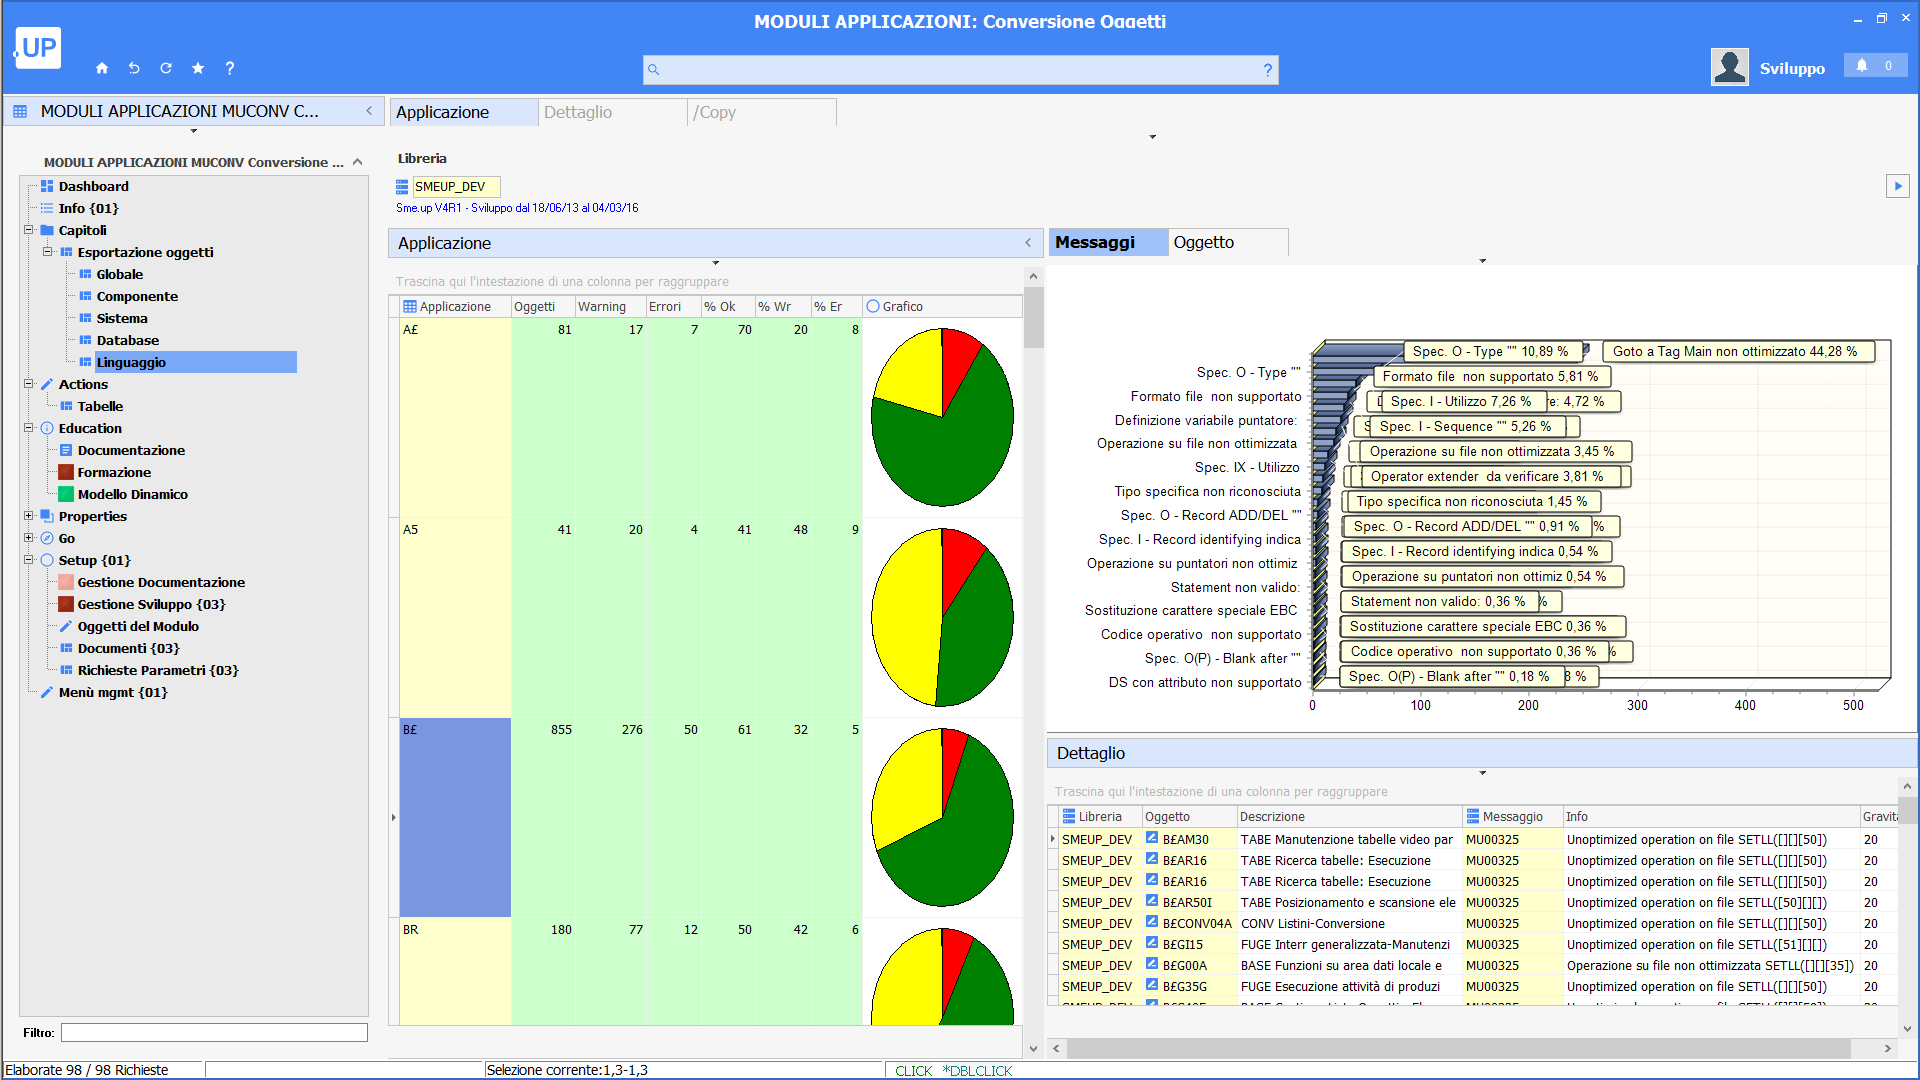 MODULI APPLICAZIONI: Conversione Oggetti
.UP
?
?
Sviluppo
0
MODULI APPLICAZIONI MUCONV C...
Applicazione
Dettaglio
/Copy
MODULI APPLICAZIONI MUCONV Conversione ...
Dashboard
Info {01}
Capitoli
Esportazione oggetti
Globale
Componente
Sistema
Database
Linguaggio
Actions
Tabelle
Education
Documentazione
Formazione
Modello Dinamico
Properties
Go
Setup {01}
Gestione Documentazione
Gestione Sviluppo {03}
Oggetti del Modulo
Documenti {03}
Richieste Parametri {03}
Menù mgmt {01}
Filtro:
Libreria
SMEUP_DEV
Sme.up V4R1 - Sviluppo dal 18/06/13 al 04/03/16
Applicazione
Trascina qui l'intestazione di una colonna per raggruppare
Applicazione Oggetti Warning Errori % Ok % Wr % Er Grafico
A£ 81 17 7 70 20 8
A5 41 20 4 41 48 9
B£ 855 276 50 61 32 5
BR 180 77 12 50 42 6
Messaggi
Oggetto
Spec. O - Type ""
Formato file  non supportato
Definizione variabile puntatore:
Operazione su file non ottimizzata
Spec. IX - Utilizzo
Tipo specifica non riconosciuta
Spec. O - Record ADD/DEL ""
Spec. I - Record identifying indica
Operazione su puntatori non ottimiz
Statement non valido:
Sostituzione carattere speciale EBC
Codice operativo  non supportato
Spec. O(P) - Blank after ""
DS con attributo non supportato
Spec. O - Type "" 10,89 %
Goto a Tag Main non ottimizzato 44,28 %
Formato file  non supportato 5,81 %
Spec. I - Utilizzo 7,26 %
re: 4,72 %
Spec. I - Sequence "" 5,26 %
Operazione su file non ottimizzata 3,45 %
Operator extender  da verificare 3,81 %
Tipo specifica non riconosciuta 1,45 %
Spec. O - Record ADD/DEL "" 0,91 %
%
Spec. I - Record identifying indica 0,54 %
Operazione su puntatori non ottimiz 0,54 %
Statement non valido: 0,36 %
%
Sostituzione carattere speciale EBC 0,36 %
Codice operativo  non supportato 0,36 %
%
Spec. O(P) - Blank after "" 0,18 %
8 %
0 100 200 300 400 500
Dettaglio
Trascina qui l'intestazione di una colonna per raggruppare
Libreria Oggetto Descrizione Messaggio Info Gravita
SMEUP_DEV B£AM30 TABE Manutenzione tabelle video par MU00325 Unoptimized operation on file SETLL([][][50]) 20
SMEUP_DEV B£AR16 TABE Ricerca tabelle: Esecuzione MU00325 Unoptimized operation on file SETLL([][][50]) 20
SMEUP_DEV B£AR16 TABE Ricerca tabelle: Esecuzione MU00325 Unoptimized operation on file SETLL([][][50]) 20
SMEUP_DEV B£AR50I TABE Posizionamento e scansione ele MU00325 Unoptimized operation on file SETLL([50][][]) 20
SMEUP_DEV B£CONV04A CONV Listini-Conversione MU00325 Unoptimized operation on file SETLL([][][50]) 20
SMEUP_DEV B£GI15 FUGE Interr generalizzata-Manutenzi MU00325 Unoptimized operation on file SETLL([51][][]) 20
SMEUP_DEV B£G00A BASE Funzioni su area dati locale e MU00325 Operazione su file non ottimizzata SETLL([][][35]) 20
SMEUP_DEV B£G35G FUGE Esecuzione attività di produzi MU00325 Unoptimized operation on file SETLL([][][50]) 20
Elaborate 98 / 98 Richieste
Selezione corrente:1,3-1,3
CLICK *DBLCLICK